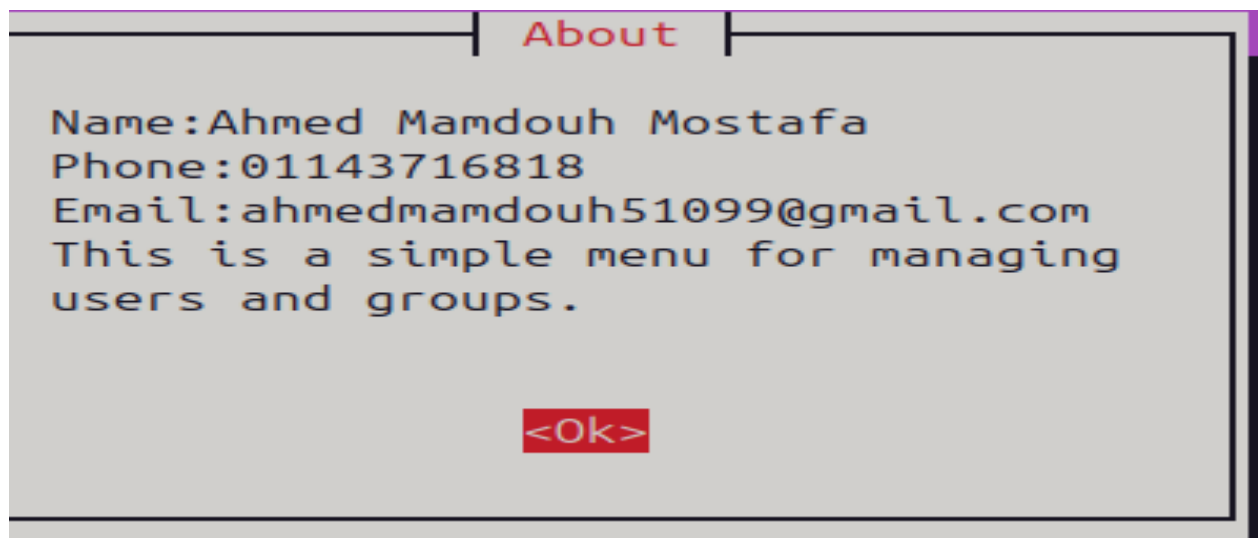 About
Name:Ahmed Mamdouh Mostafa
Phone:01143716818
Email:ahmedmamdouh51099@gmail.com
This is a simple menu for managing
users and groups.
<Ok>